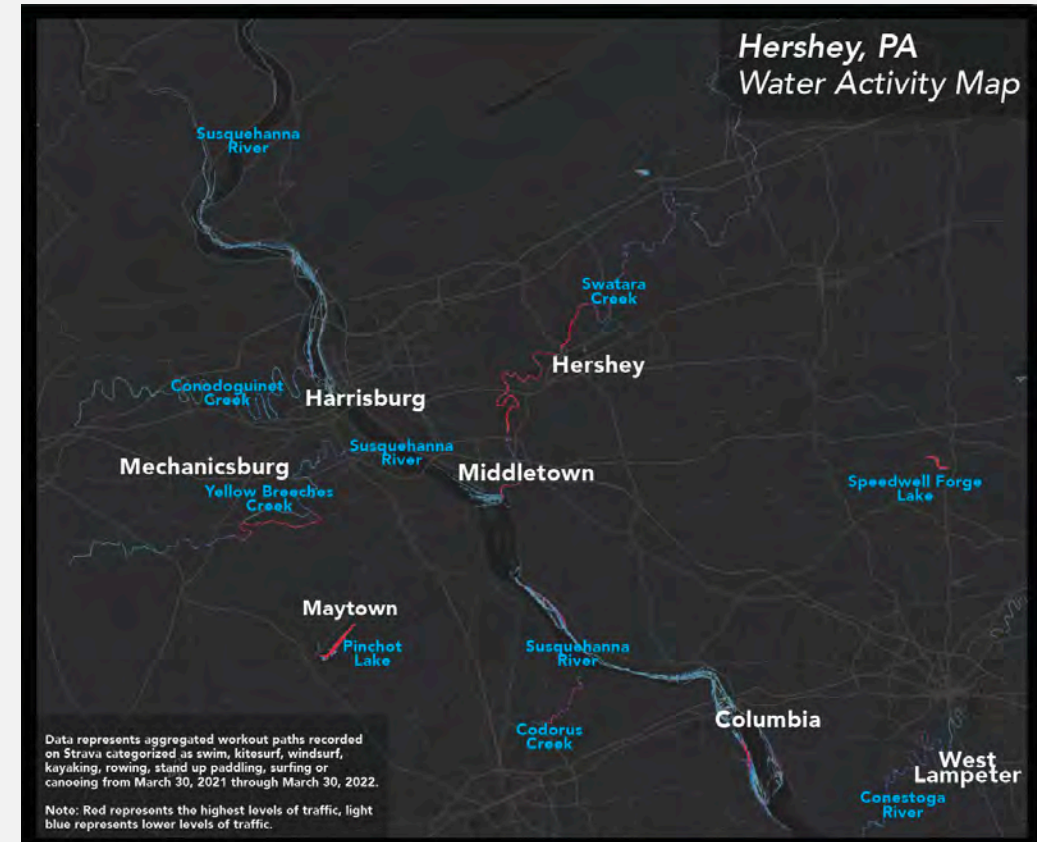 Hershey, PA
Water Activity Map
Susquehanna
River
Swatara
Creek
Hershey
Conodoguinet
Creek
Harrisburg
Susquehanna
River
Mechanicsburg
Middletown
Yellow Breeches
Creek
Speedwell Forge
Lake
Maytown
Pinchot
Lake
Susquehanna
River
Codorus
Creek
Columbia
West
Lampeter
Conestoga
River
Data represents aggregated workout paths recorded
on Strava categorized as swim, kitesurf, windsurf,
kayaking, rowing, stand up paddling, surfing or
canoeing from March 30, 2021 through March 30, 2022.
Note: Red represents the highest levels of traffic, light
blue represents lower levels of traffic.